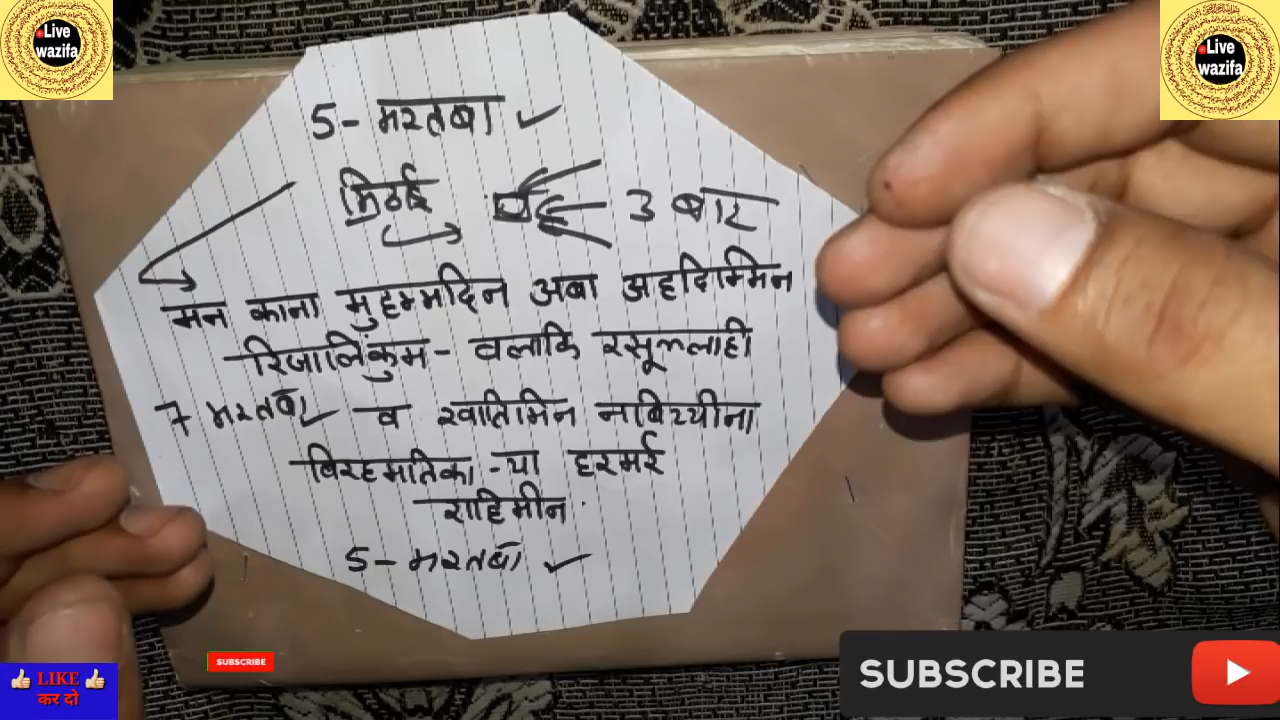 Live
wazifa
Live
wazifa
5- मरतबा ✓
मिठाई 3 बार
मन काना मुहम्मदिन अबा अहदिम्मिन
रिजालिकुंम- वलाकि रसूलल्लाही
7 मरतबा ✓ व खातिमिन नबिय्यीना
बिरहमातिका - या हरमर्र
राहिमीन
5- मरतबा ✓
SUBSCRIBE
SUBSCRIBE
LIKE
कर दो